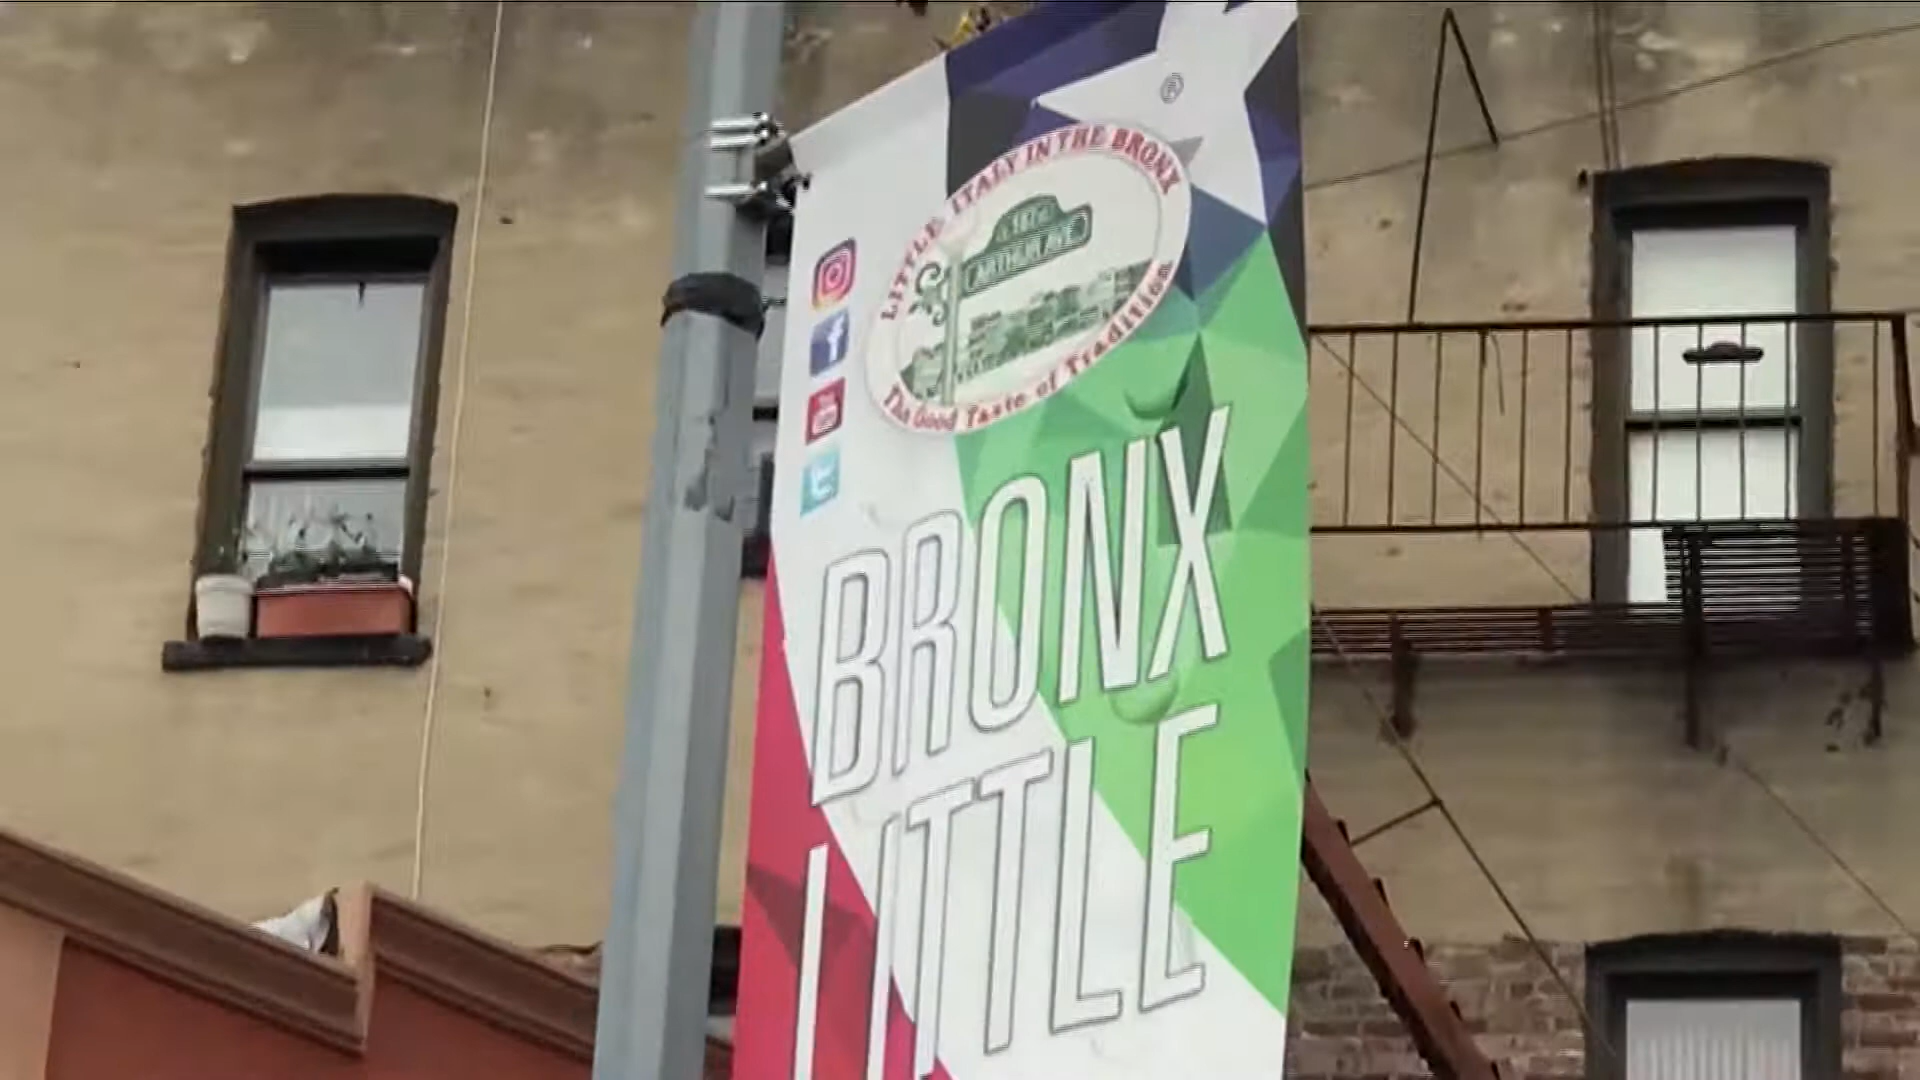 ®
LITTLE ITALY IN THE BRONX
ARTHUR AVE
The Good Taste of Tradition
BRONX
LITTLE